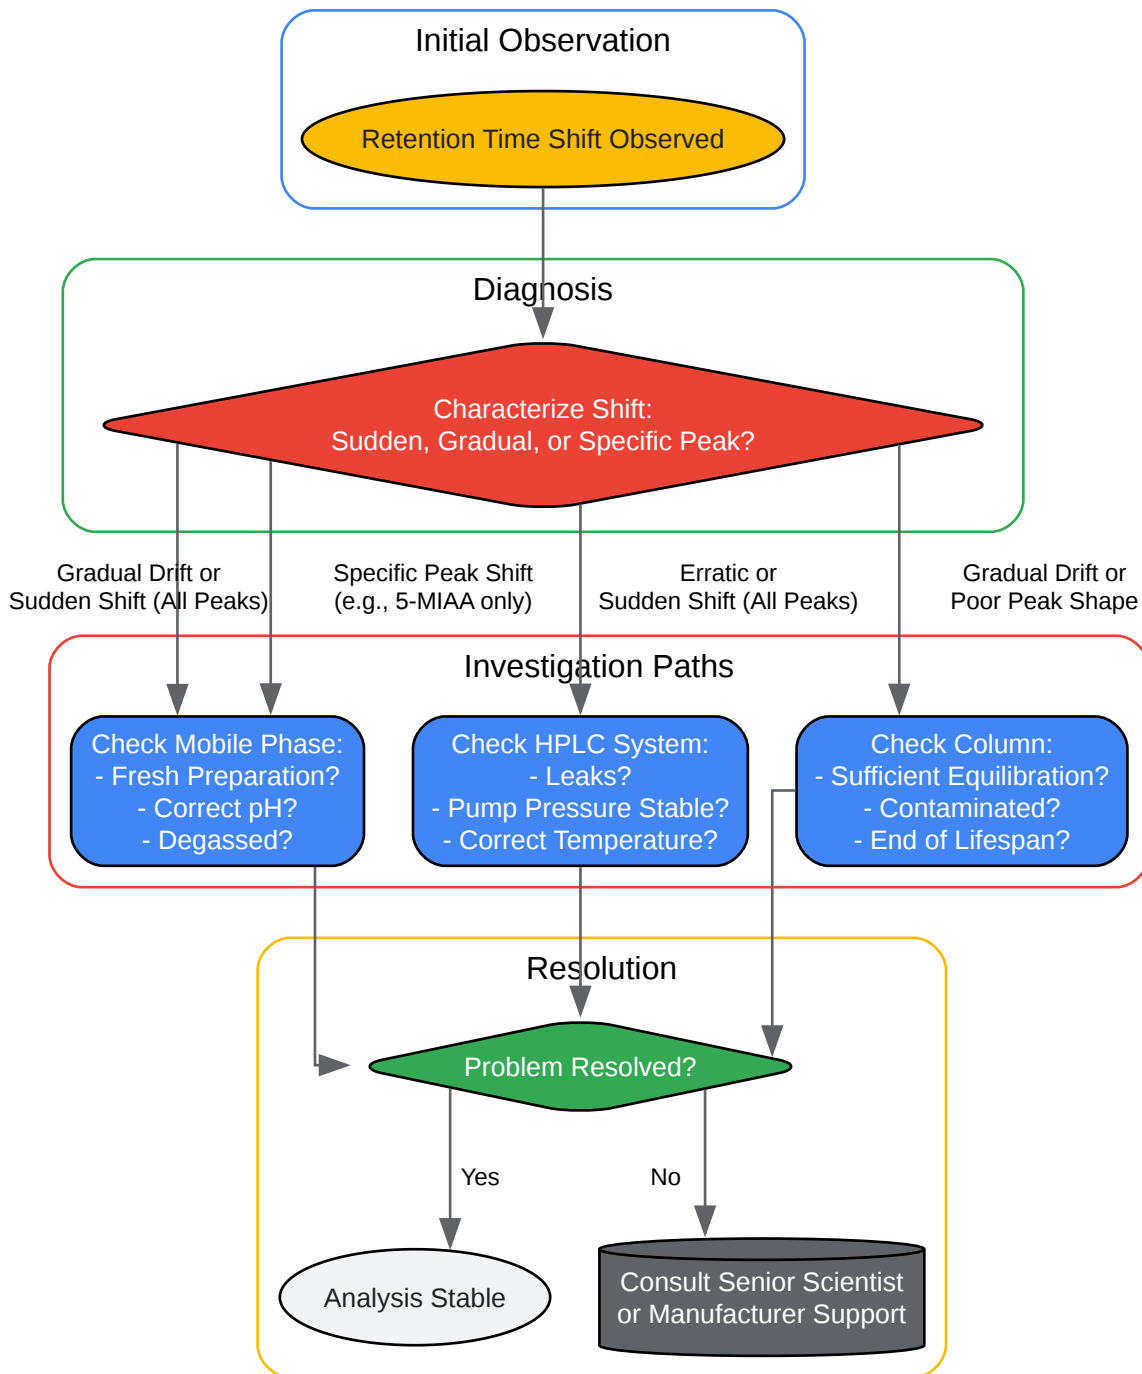 Initial Observation
Retention Time Shift Observed
Diagnosis
Characterize Shift:
Sudden, Gradual, or Specific Peak?
Gradual Drift or
Sudden Shift (All Peaks)
Specific Peak Shift
(e.g., 5-MIAA only)
Erratic or
Sudden Shift (All Peaks)
Gradual Drift or
Poor Peak Shape
Investigation Paths
Check Mobile Phase:
- Fresh Preparation?
- Correct pH?
- Degassed?
Check HPLC System:
- Leaks?
- Pump Pressure Stable?
- Correct Temperature?
Check Column:
- Sufficient Equilibration?
- Contaminated?
- End of Lifespan?
Resolution
Problem Resolved?
Yes
No
Analysis Stable
Consult Senior Scientist
or Manufacturer Support